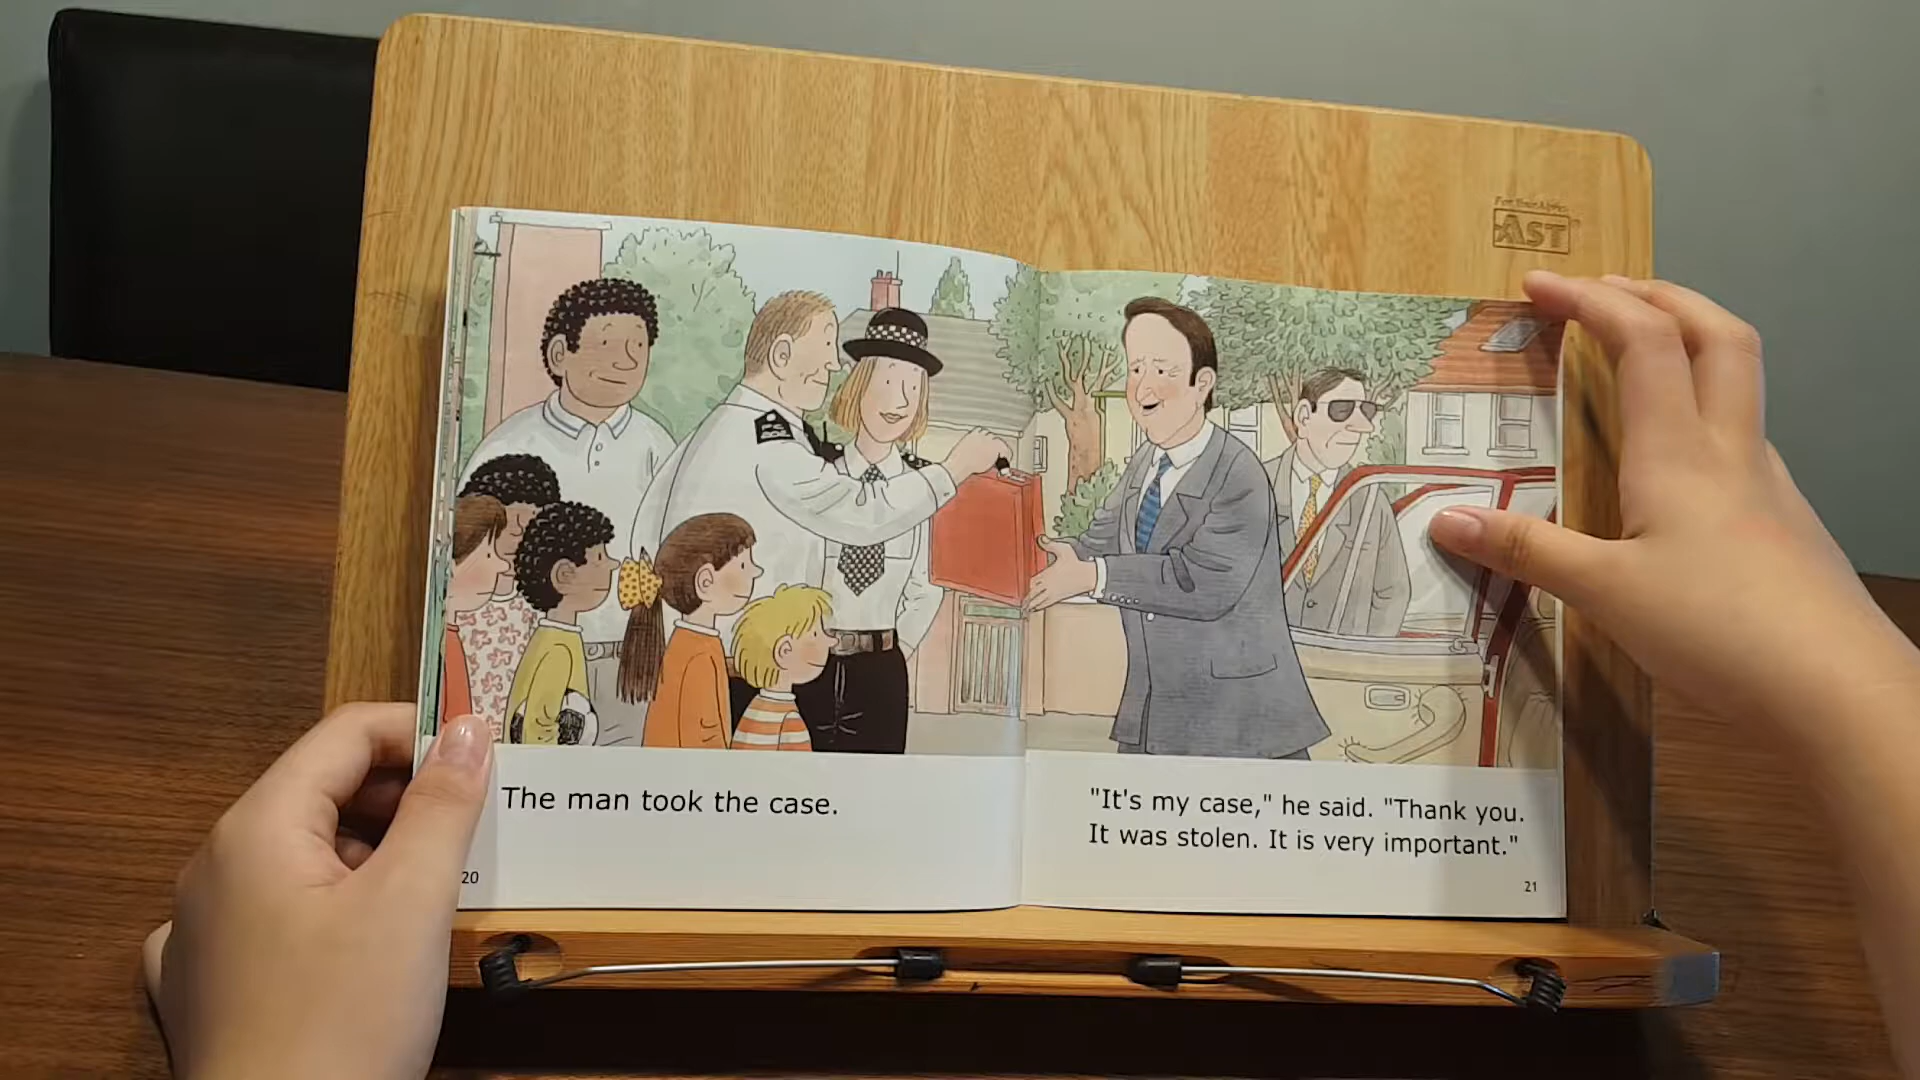 AST
The man took the case.
20
"It's my case," he said. "Thank you.
It was stolen. It is very important."
21